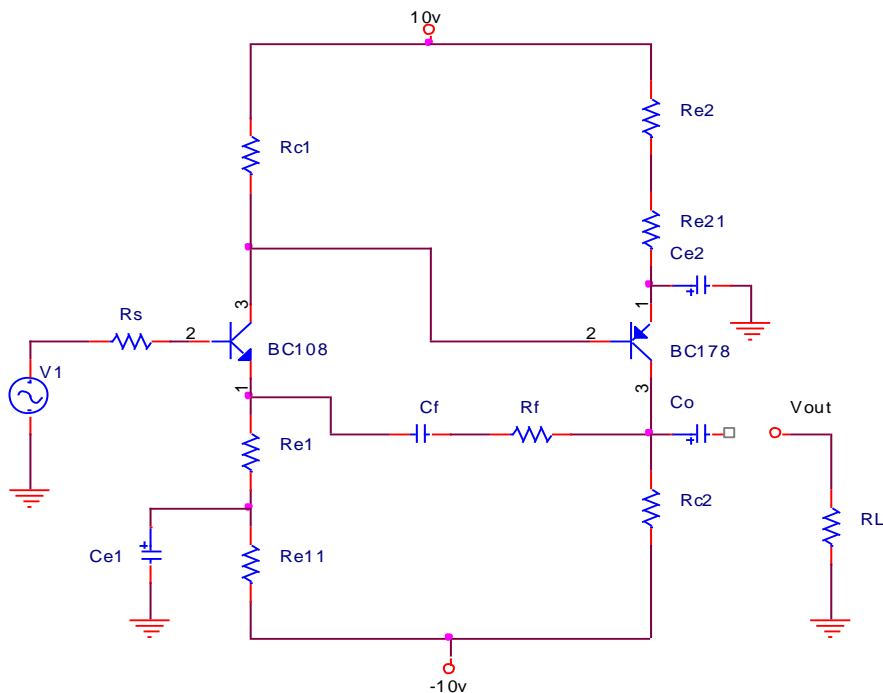 10v
Re2
Rc1
Re21
Ce2
3
1
Rs
2
2
BC108
BC178
V1
1
3
Cf
Rf
Co
Vout
Re1
Rc2
RL
Ce1
Re11
-10v